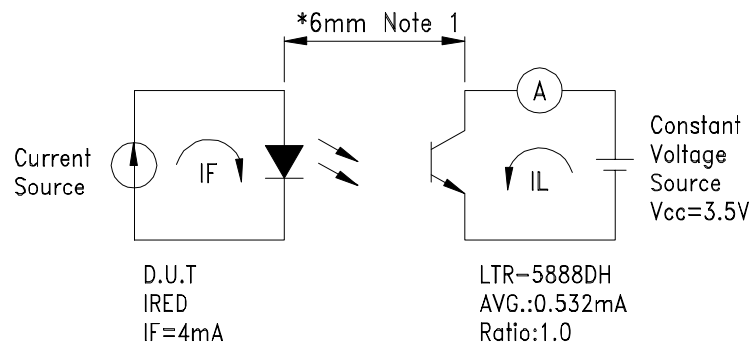 *6mm Note 1
A
Current
Source
IF
IL
Constant
Voltage
Source
Vcc=3.5V
D.U.T
IRED
IF=4mA
LTR-5888DH
AVG.:0.532mA
Ratio:1.0